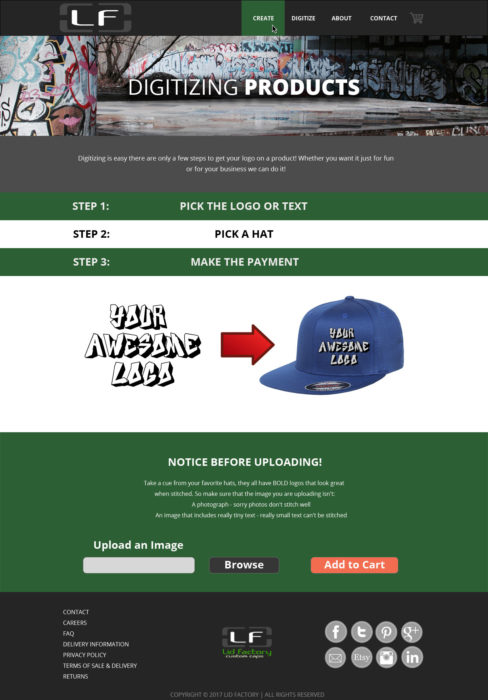 LF
CREATE DIGITIZE ABOUT CONTACT
DIGITIZING PRODUCTS
Digitizing is easy there are only a few steps to get your logo on a product! Whether you want it just for fun
or for your business we can do it!
STEP 1: PICK THE LOGO OR TEXT
STEP 2: PICK A HAT
STEP 3: MAKE THE PAYMENT
YOUR
AWESOME
LOGO
YOUR
AWESOME
LOGO
NOTICE BEFORE UPLOADING!
Take a cue from your favorite hats, they all have BOLD logos that look great
when stitched. So make sure that the image you are uploading isn't:
A photograph - sorry photos don't stitch well
An image that includes really tiny text - really small text can't be stitched
Upload an Image
Browse Add to Cart
CONTACT
CAREERS
FAQ
DELIVERY INFORMATION
PRIVACY POLICY
TERMS OF SALE & DELIVERY
RETURNS
LF
Lid Factory
custom caps
f t P g+
Etsy in
COPYRIGHT © 2017 LID FACTORY | ALL RIGHTS RESERVED